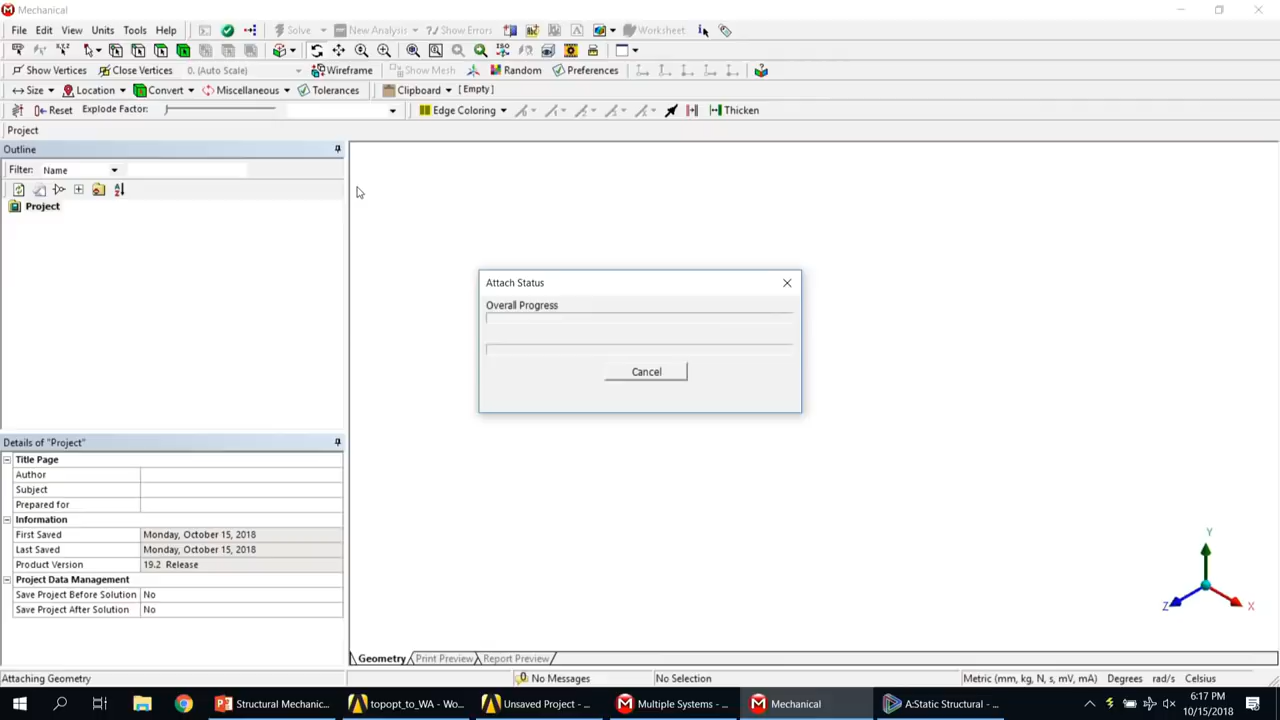 Mechanical
File Edit View Units Tools Help Solve New Analysis Show Errors Worksheet
Show Vertices Close Vertices 0. (Auto Scale) Wireframe Show Mesh Random Preferences
Size Location Convert Miscellaneous Tolerances Clipboard [Empty]
Reset Explode Factor: Edge Coloring Thicken
Project
Outline
Filter: Name
Project
Attach Status
Overall Progress
Cancel
Details of "Project"
Title Page
Author
Subject
Prepared for
Information
First Saved Monday, October 15, 2018
Last Saved Monday, October 15, 2018
Product Version 19.2 Release
Project Data Management
Save Project Before Solution No
Save Project After Solution No
Y
Z X
Geometry Print Preview Report Preview
Attaching Geometry 0 No Messages No Selection Metric (mm, kg, N, s, mV, mA) Degrees rad/s Celsius
Structural Mechanic... topopt_to_WA - Wo... Unsaved Project - ... Multiple Systems - ... Mechanical A:Static Structural - ... 6:17 PM
10/15/2018